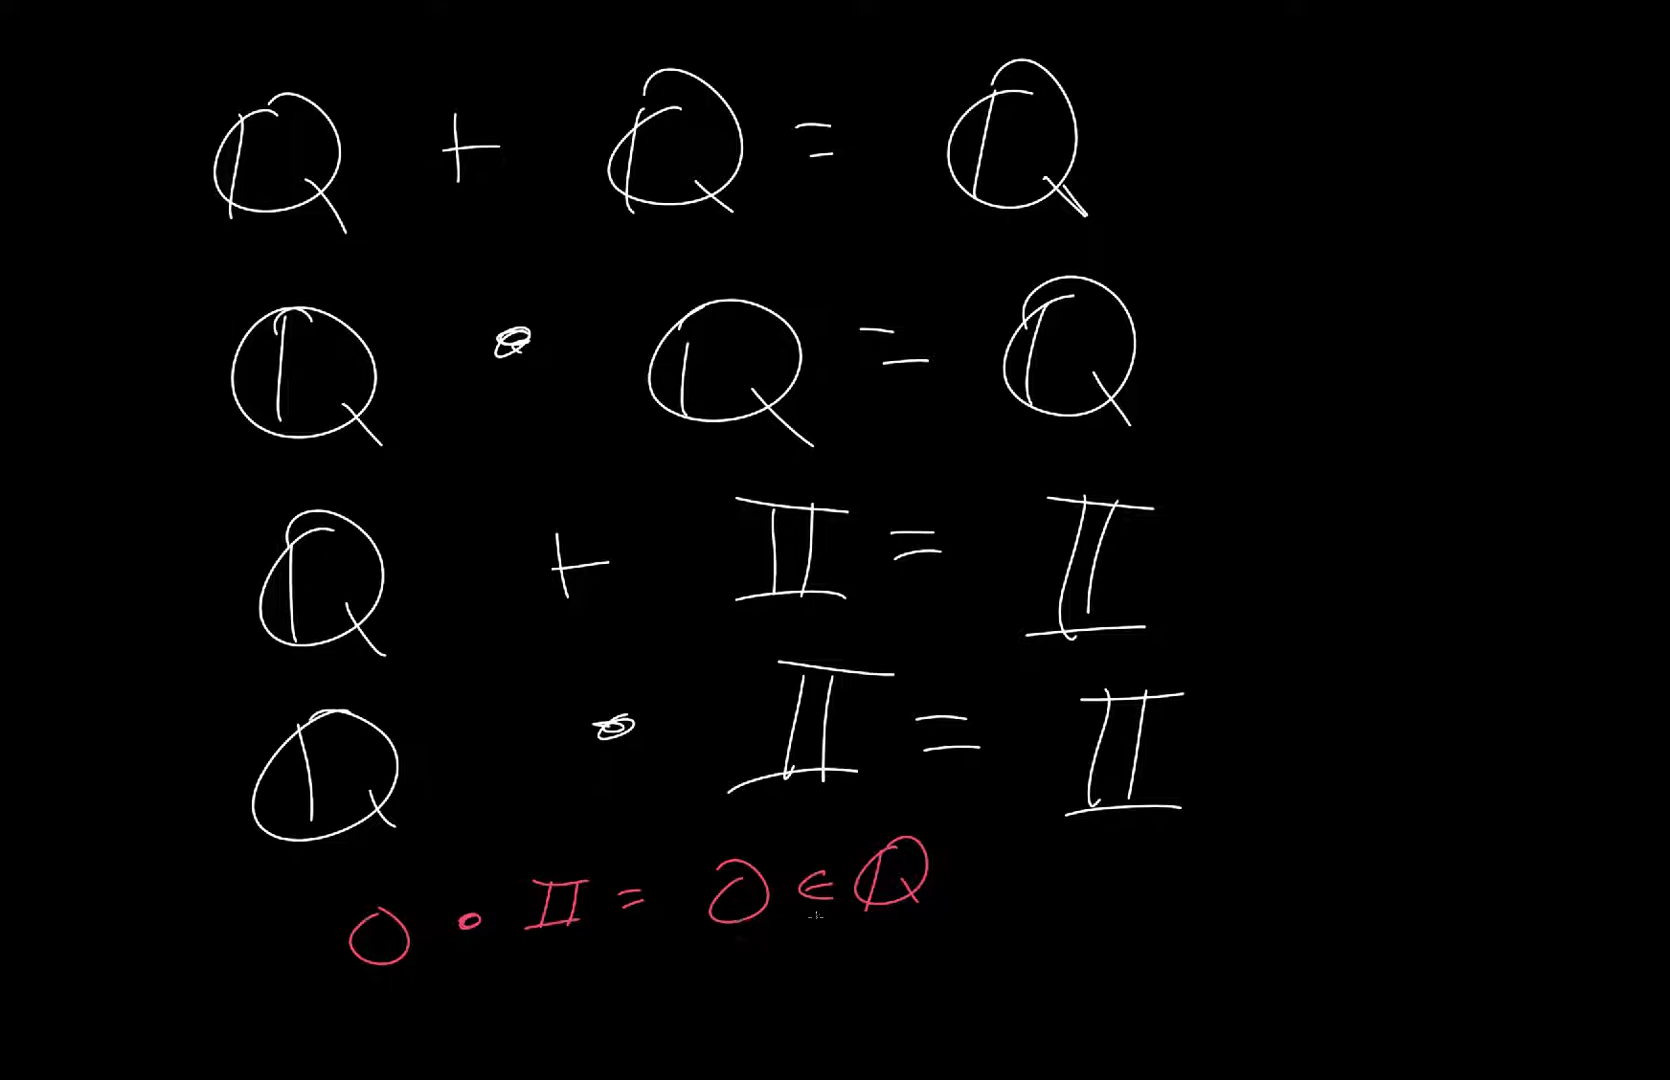 ℚ + ℚ = ℚ
ℚ · ℚ = ℚ
ℚ + 𝕀 = 𝕀
ℚ · 𝕀 = 𝕀
0 · 𝕀 = 0 ∈ ℚ